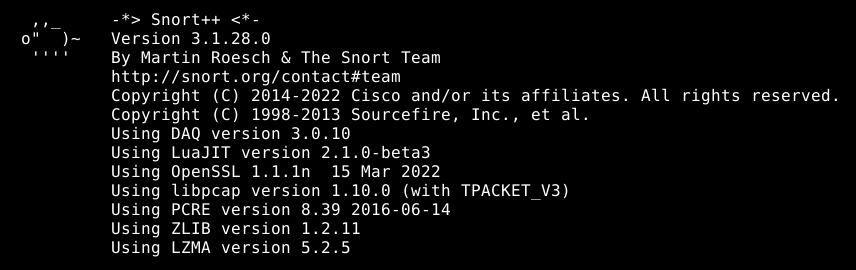 ,,_ -*> Snort++ <*-
o" )~ Version 3.1.28.0
'''' By Martin Roesch & The Snort Team
http://snort.org/contact#team
Copyright (C) 2014-2022 Cisco and/or its affiliates. All rights reserved.
Copyright (C) 1998-2013 Sourcefire, Inc., et al.
Using DAQ version 3.0.10
Using LuaJIT version 2.1.0-beta3
Using OpenSSL 1.1.1n  15 Mar 2022
Using libpcap version 1.10.0 (with TPACKET_V3)
Using PCRE version 8.39 2016-06-14
Using ZLIB version 1.2.11
Using LZMA version 5.2.5